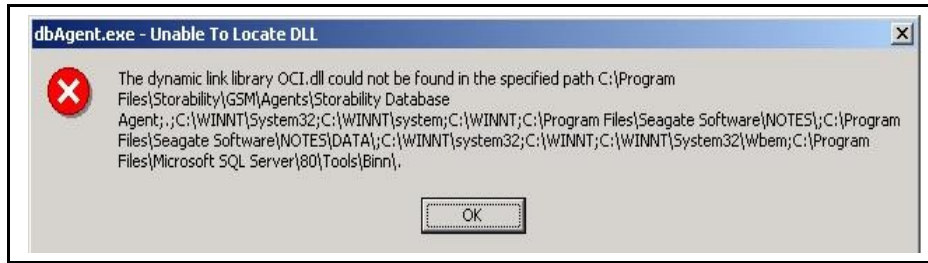 dbAgent.exe - Unable To Locate DLL
The dynamic link library OCI.dll could not be found in the specified path C:\Program
Files\Storability\GSM\Agents\Storability Database
Agent;.;C:\WINNT\System32;C:\WINNT\system;C:\WINNT;C:\Program Files\Seagate Software\NOTES\;C:\Program
Files\Seagate Software\NOTES\DATA\;C:\WINNT\system32;C:\WINNT;C:\WINNT\System32\Wbem;C:\Program
Files\Microsoft SQL Server\80\Tools\Binn\.
OK